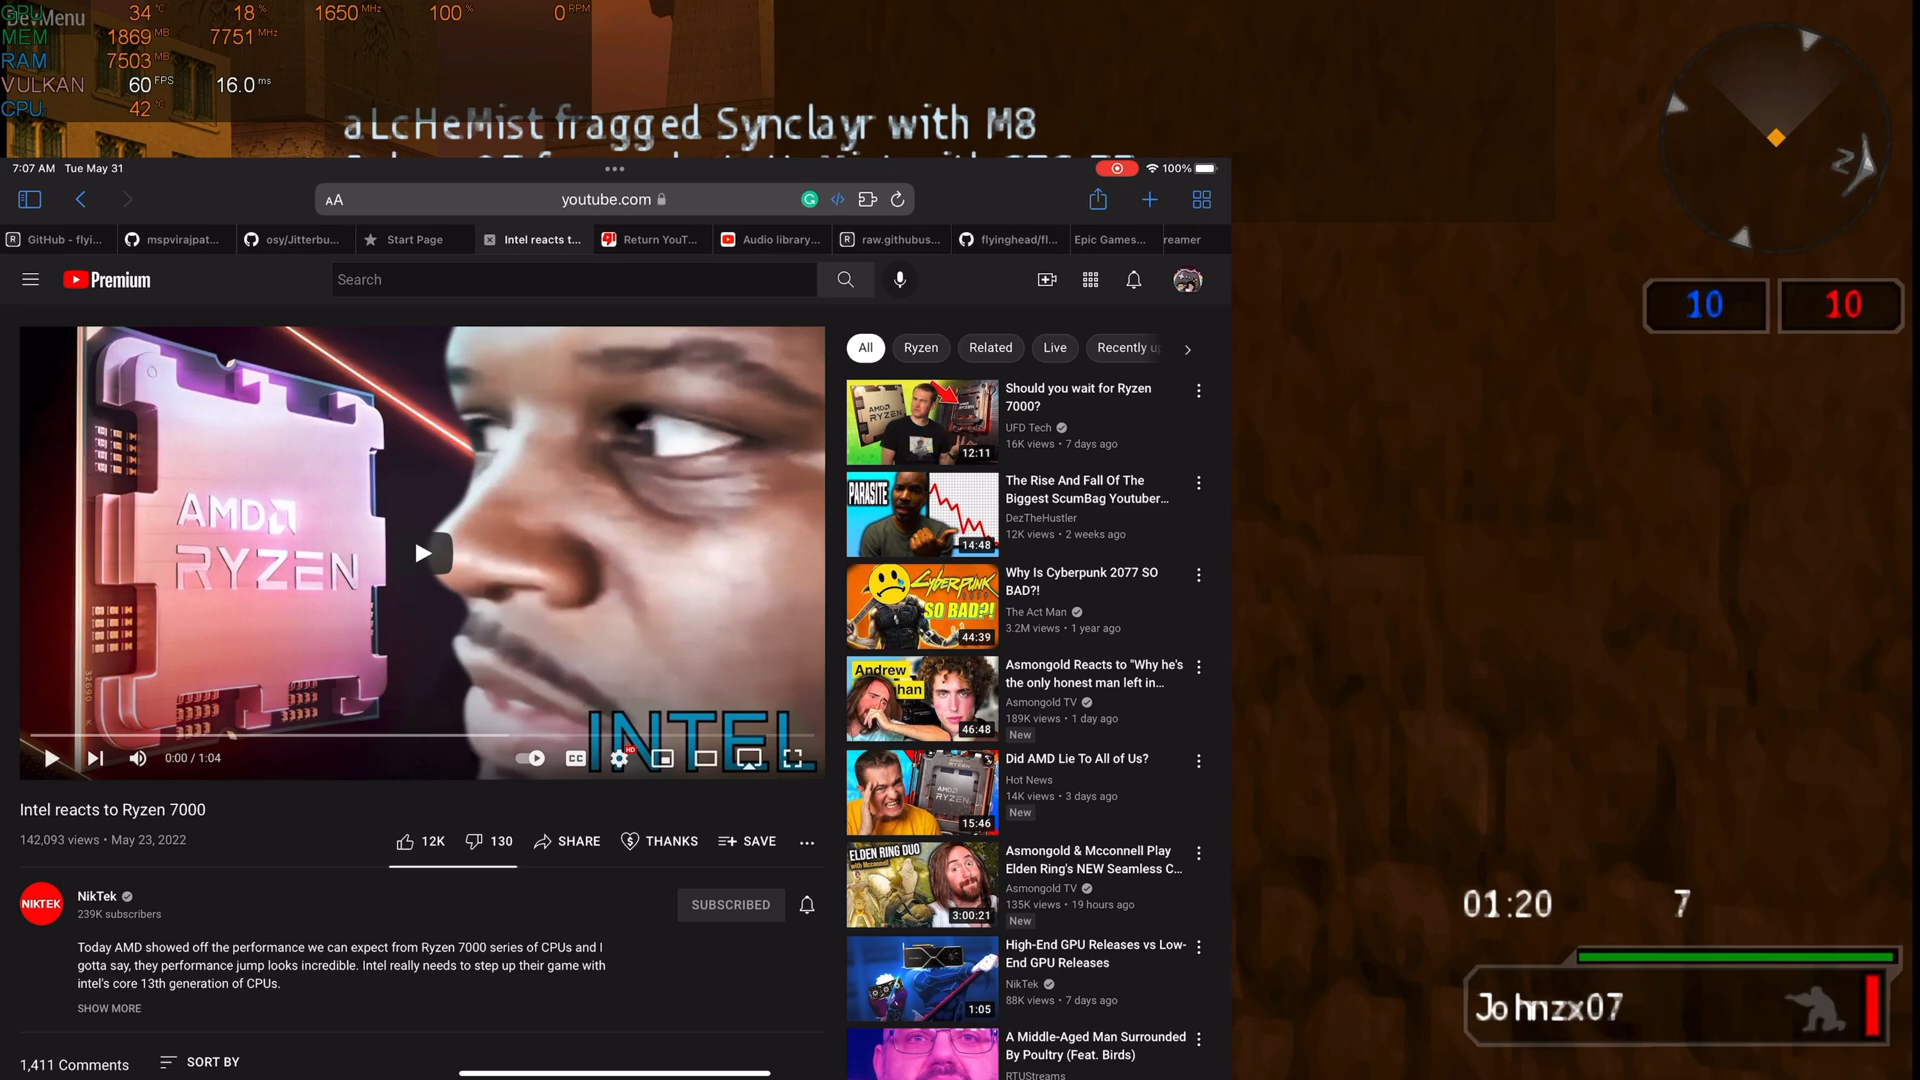 DevMenu
GPU 34 °C 18 % 1650 MHz 100 % 0 RPM
MEM 1869 MB 7751 MHz
RAM 7503 MB
VULKAN 60 FPS 16.0 ms
CPU 42 °C
aLcHeMist fragged Synclayr with M8
7:07 AM Tue May 31
100%
AA youtube.com
GitHub - flyi...
mspvirajpat...
osy/Jitterbu...
Start Page
Intel reacts t...
Return YouT...
Audio library...
raw.githubus...
flyinghead/fl...
Epic Games...
reamer
Premium
Search
10 10
AMD
RYZEN
INTEL
0:00 / 1:04
CC
HD
Intel reacts to Ryzen 7000
142,093 views • May 23, 2022
12K 130 SHARE THANKS SAVE
NIKTEK
NikTek
239K subscribers
SUBSCRIBED
Today AMD showed off the performance we can expect from Ryzen 7000 series of CPUs and I
gotta say, they performance jump looks incredible. Intel really needs to step up their game with
intel's core 13th generation of CPUs.
SHOW MORE
1,411 Comments SORT BY
All Ryzen Related Live Recently up
AMD
RYZEN
12:11
Should you wait for Ryzen
7000?
UFD Tech
16K views • 7 days ago
PARASITE
14:48
The Rise And Fall Of The
Biggest ScumBag Youtuber...
DezTheHustler
12K views • 2 weeks ago
CYBERPUNK
SO BAD?!
44:39
Why Is Cyberpunk 2077 SO
BAD?!
The Act Man
3.2M views • 1 year ago
Andrew
han
46:48
Asmongold Reacts to "Why he's
the only honest man left in...
Asmongold TV
189K views • 1 day ago
New
AMD
RYZEN
15:46
Did AMD Lie To All of Us?
Hot News
14K views • 3 days ago
New
ELDEN RING DUO
with Mcconnell
3:00:21
Asmongold & Mcconnell Play
Elden Ring's NEW Seamless C...
Asmongold TV
135K views • 19 hours ago
New
1:05
High-End GPU Releases vs Low-
End GPU Releases
NikTek
88K views • 7 days ago
A Middle-Aged Man Surrounded
By Poultry (Feat. Birds)
RTUStreams
01:20 7
Johnzx07